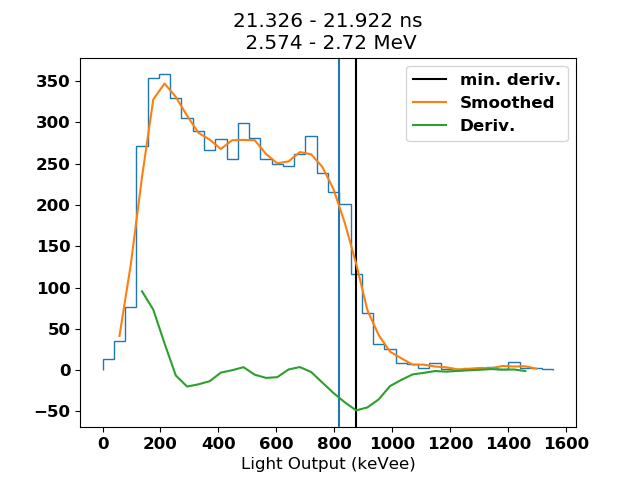 21.326 - 21.922 ns
2.574 - 2.72 MeV
min. deriv.
Smoothed
Deriv.
350
300
250
200
150
100
50
0
−50
0 200 400 600 800 1000 1200 1400 1600
Light Output (keVee)